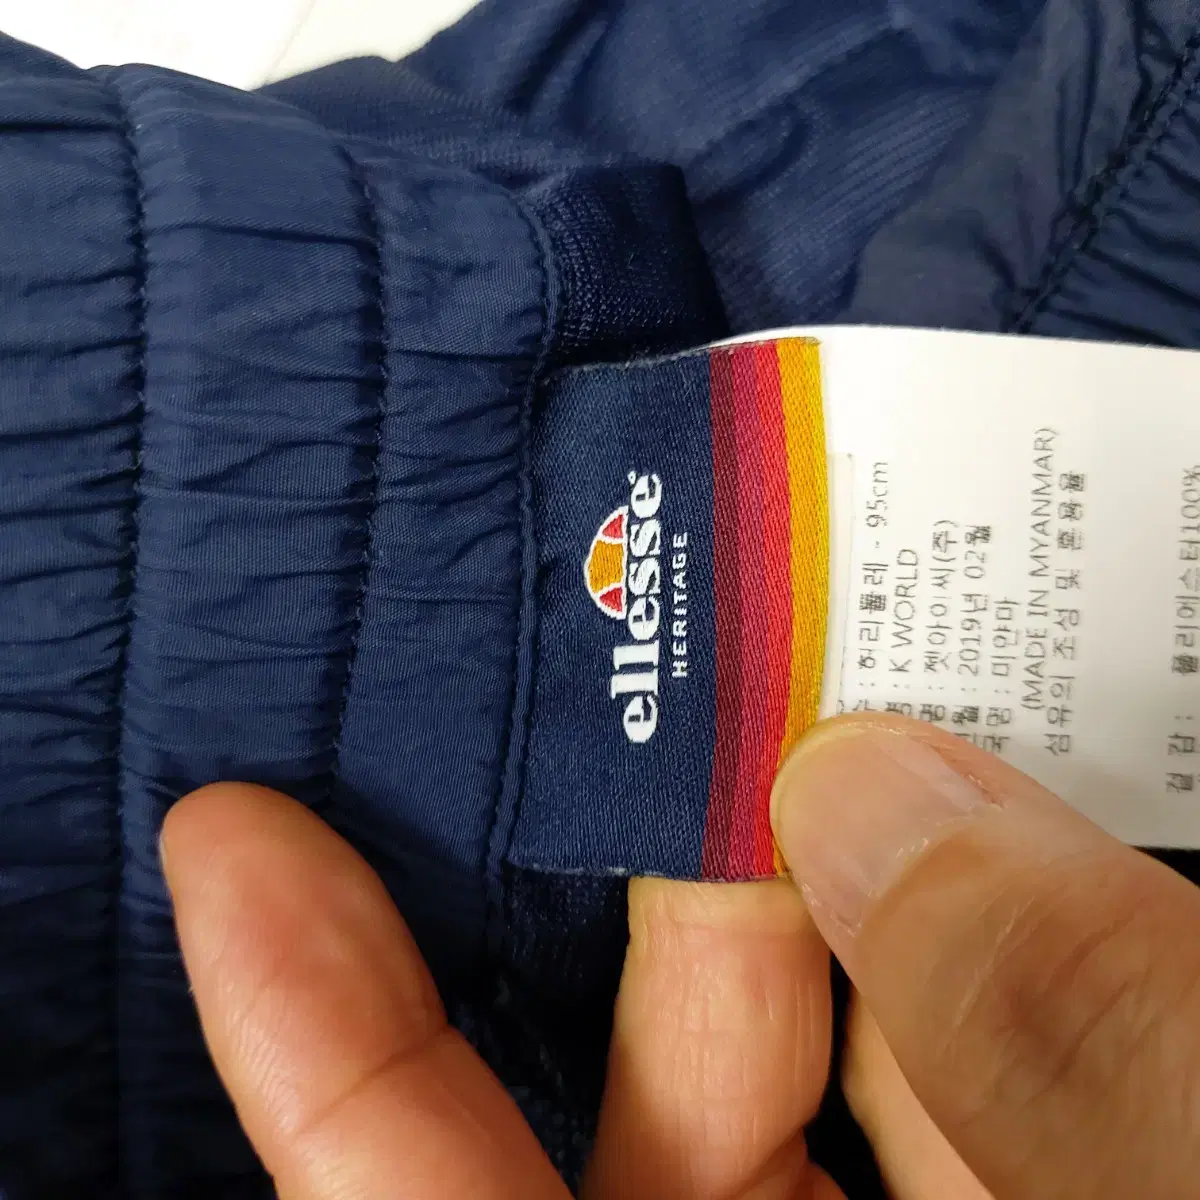 ellesse
HERITAGE
: 허리둘레 - 95cm
: K WORLD
: 젯아이씨(주)
: 2019년 02월
: 미얀마
(MADE IN MYANMAR)
섬유의 조성 및 혼용율
겉감 : 폴리에스터100%